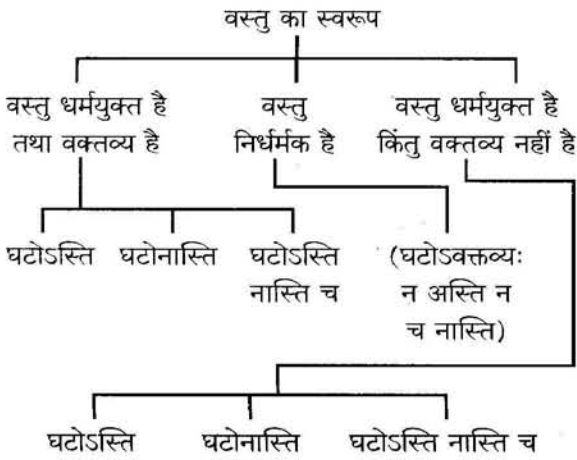 वस्तु का स्वरूप
वस्तु धर्मयुक्त है
तथा वक्तव्य है
वस्तु
निर्धर्मक है
वस्तु धर्मयुक्त है
किंतु वक्तव्य नहीं है
घटोऽस्ति
घटोनास्ति
घटोऽस्ति
नास्ति च
(घटोऽवक्तव्यः
न अस्ति न
च नास्ति)
घटोऽस्ति
घटोनास्ति
घटोऽस्ति नास्ति च